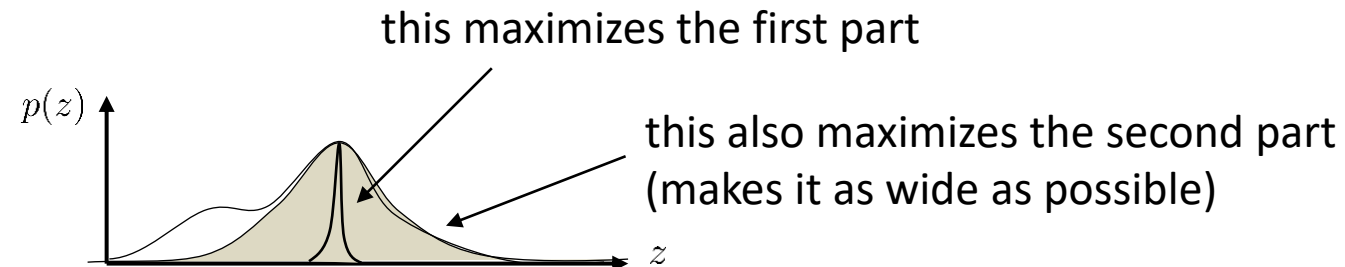 this maximizes the first part
p(z)
this also maximizes the second part
(makes it as wide as possible)
z